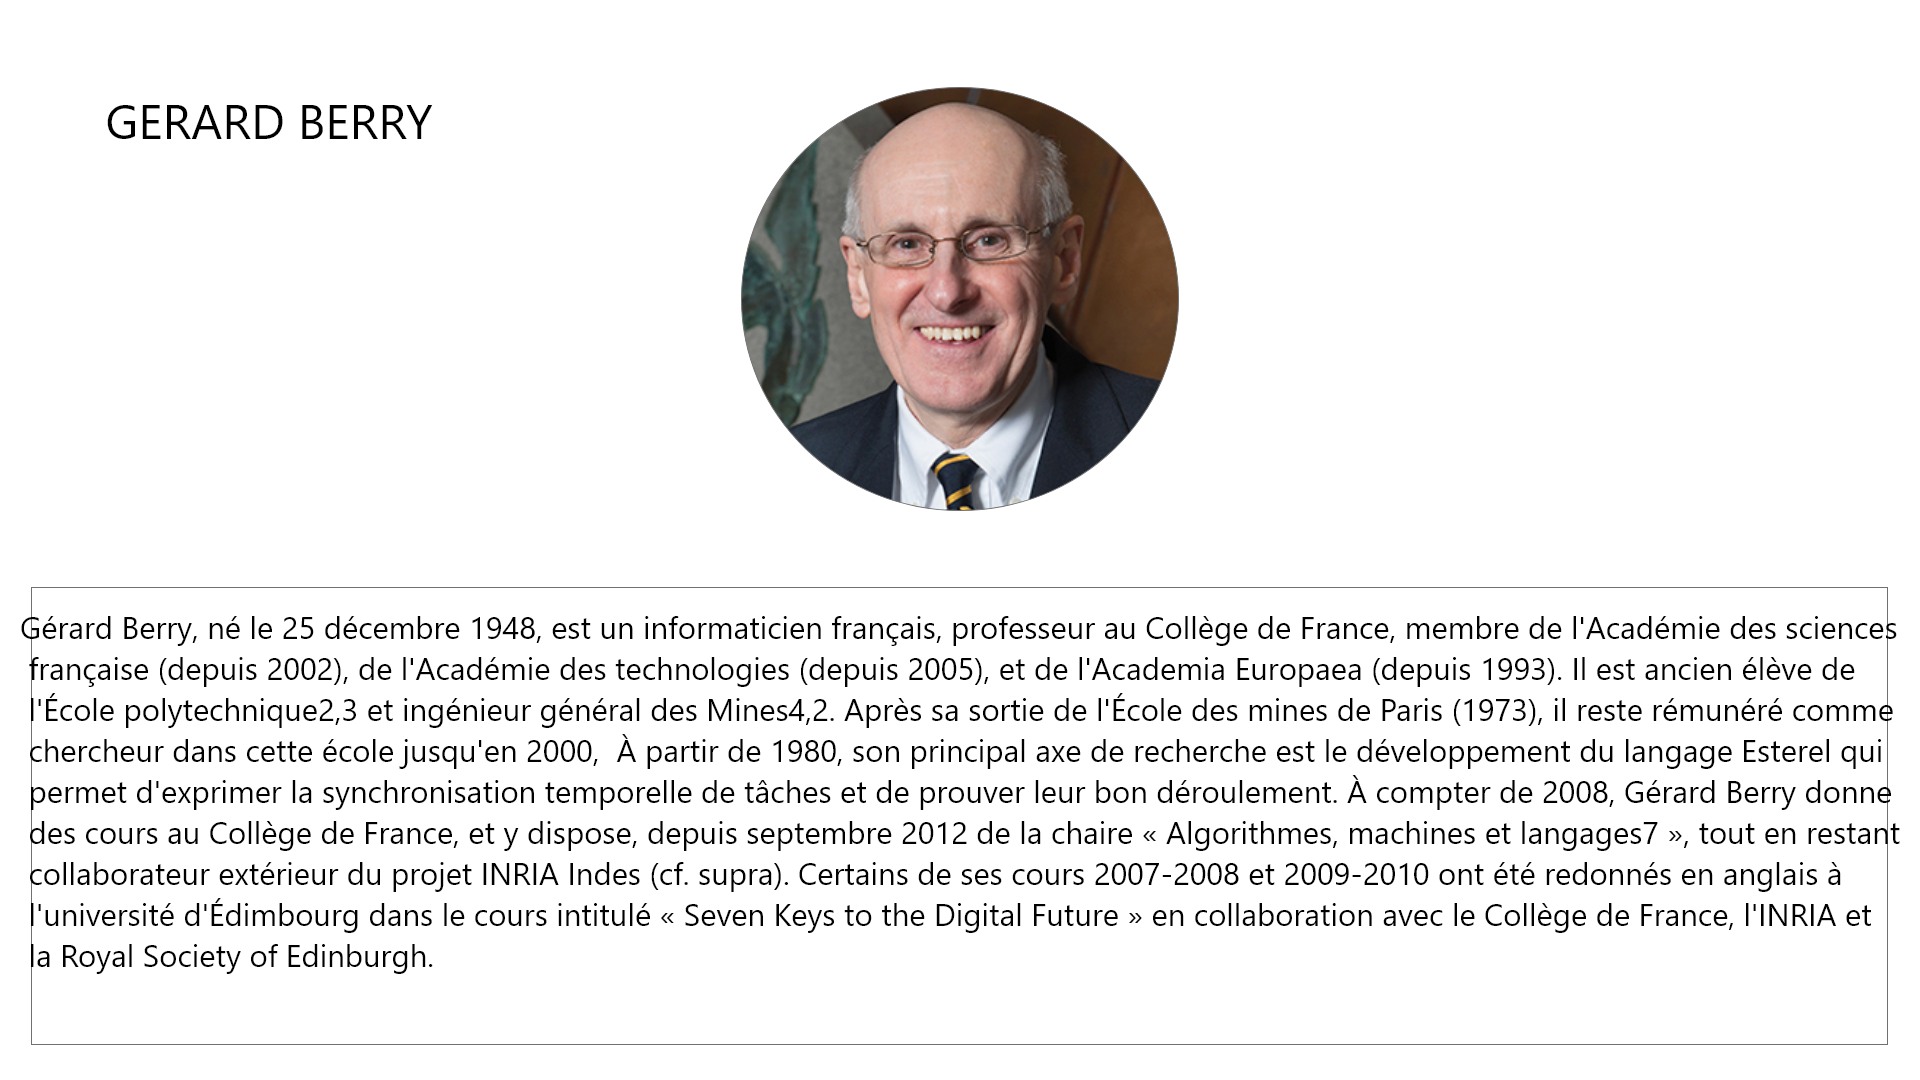 GERARD BERRY
Gérard Berry, né le 25 décembre 1948, est un informaticien français, professeur au Collège de France, membre de l'Académie des sciences
française (depuis 2002), de l'Académie des technologies (depuis 2005), et de l'Academia Europaea (depuis 1993). Il est ancien élève de
l'École polytechnique2,3 et ingénieur général des Mines4,2. Après sa sortie de l'École des mines de Paris (1973), il reste rémunéré comme
chercheur dans cette école jusqu'en 2000,  À partir de 1980, son principal axe de recherche est le développement du langage Esterel qui
permet d'exprimer la synchronisation temporelle de tâches et de prouver leur bon déroulement. À compter de 2008, Gérard Berry donne
des cours au Collège de France, et y dispose, depuis septembre 2012 de la chaire « Algorithmes, machines et langages7 », tout en restant
collaborateur extérieur du projet INRIA Indes (cf. supra). Certains de ses cours 2007-2008 et 2009-2010 ont été redonnés en anglais à
l'université d'Édimbourg dans le cours intitulé « Seven Keys to the Digital Future » en collaboration avec le Collège de France, l'INRIA et
la Royal Society of Edinburgh.